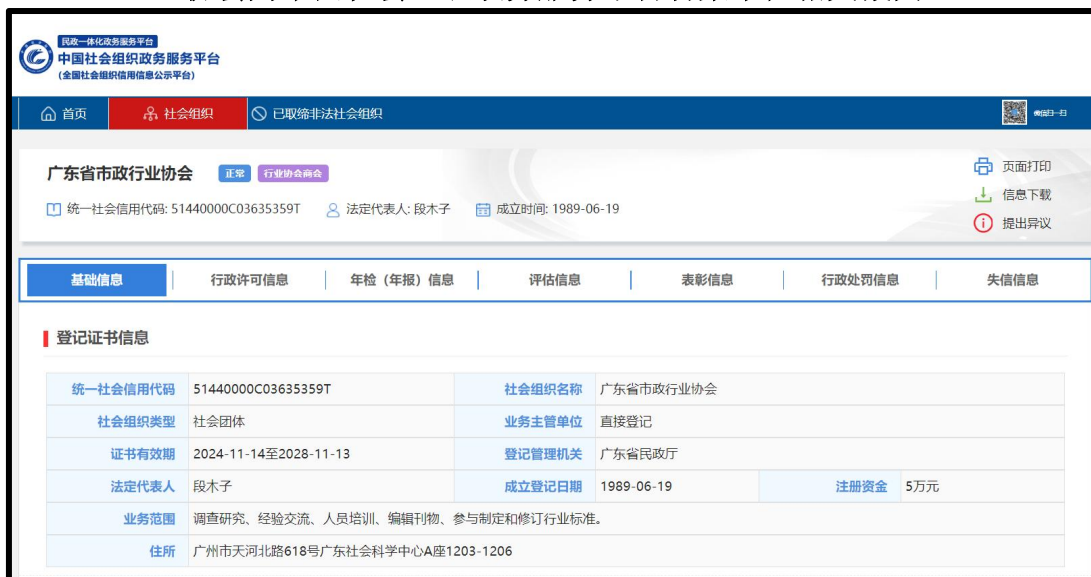 民政一体化政务服务平台
中国社会组织政务服务平台
(全国社会组织信用信息公示平台)
首页 社会组织 已取缔非法社会组织 微信扫一扫
广东省市政行业协会 正常 行业协会商会
页面打印
统一社会信用代码: 51440000C03635359T 法定代表人: 段木子 成立时间: 1989-06-19
信息下载
提出异议
基础信息 行政许可信息 年检（年报）信息 评估信息 表彰信息 行政处罚信息 失信信息
登记证书信息
统一社会信用代码 51440000C03635359T 社会组织名称 广东省市政行业协会
社会组织类型 社会团体 业务主管单位 直接登记
证书有效期 2024-11-14至2028-11-13 登记管理机关 广东省民政厅
法定代表人 段木子 成立登记日期 1989-06-19 注册资金 5万元
业务范围 调查研究、经验交流、人员培训、编辑刊物、参与制定和修订行业标准。
住所 广州市天河北路618号广东社会科学中心A座1203-1206